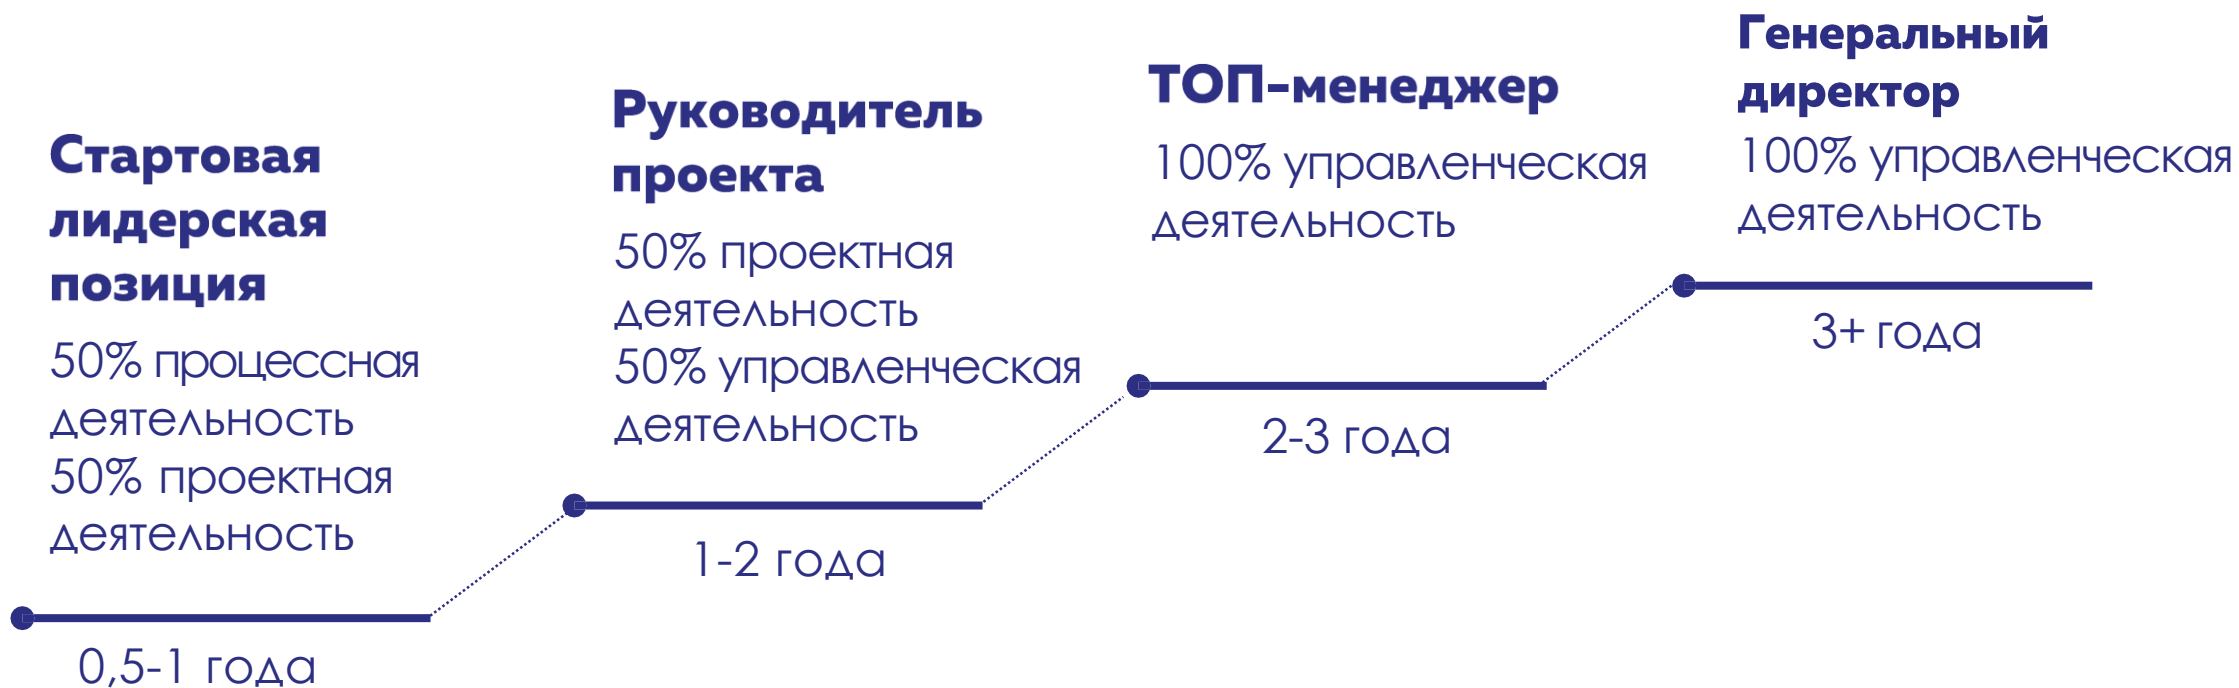 Стартовая
лидерская
позиция
50% процессная
деятельность
50% проектная
деятельность
0,5-1 года
Руководитель
проекта
50% проектная
деятельность
50% управленческая
деятельность
1-2 года
ТОП-менеджер
100% управленческая
деятельность
2-3 года
Генеральный
директор
100% управленческая
деятельность
3+ года